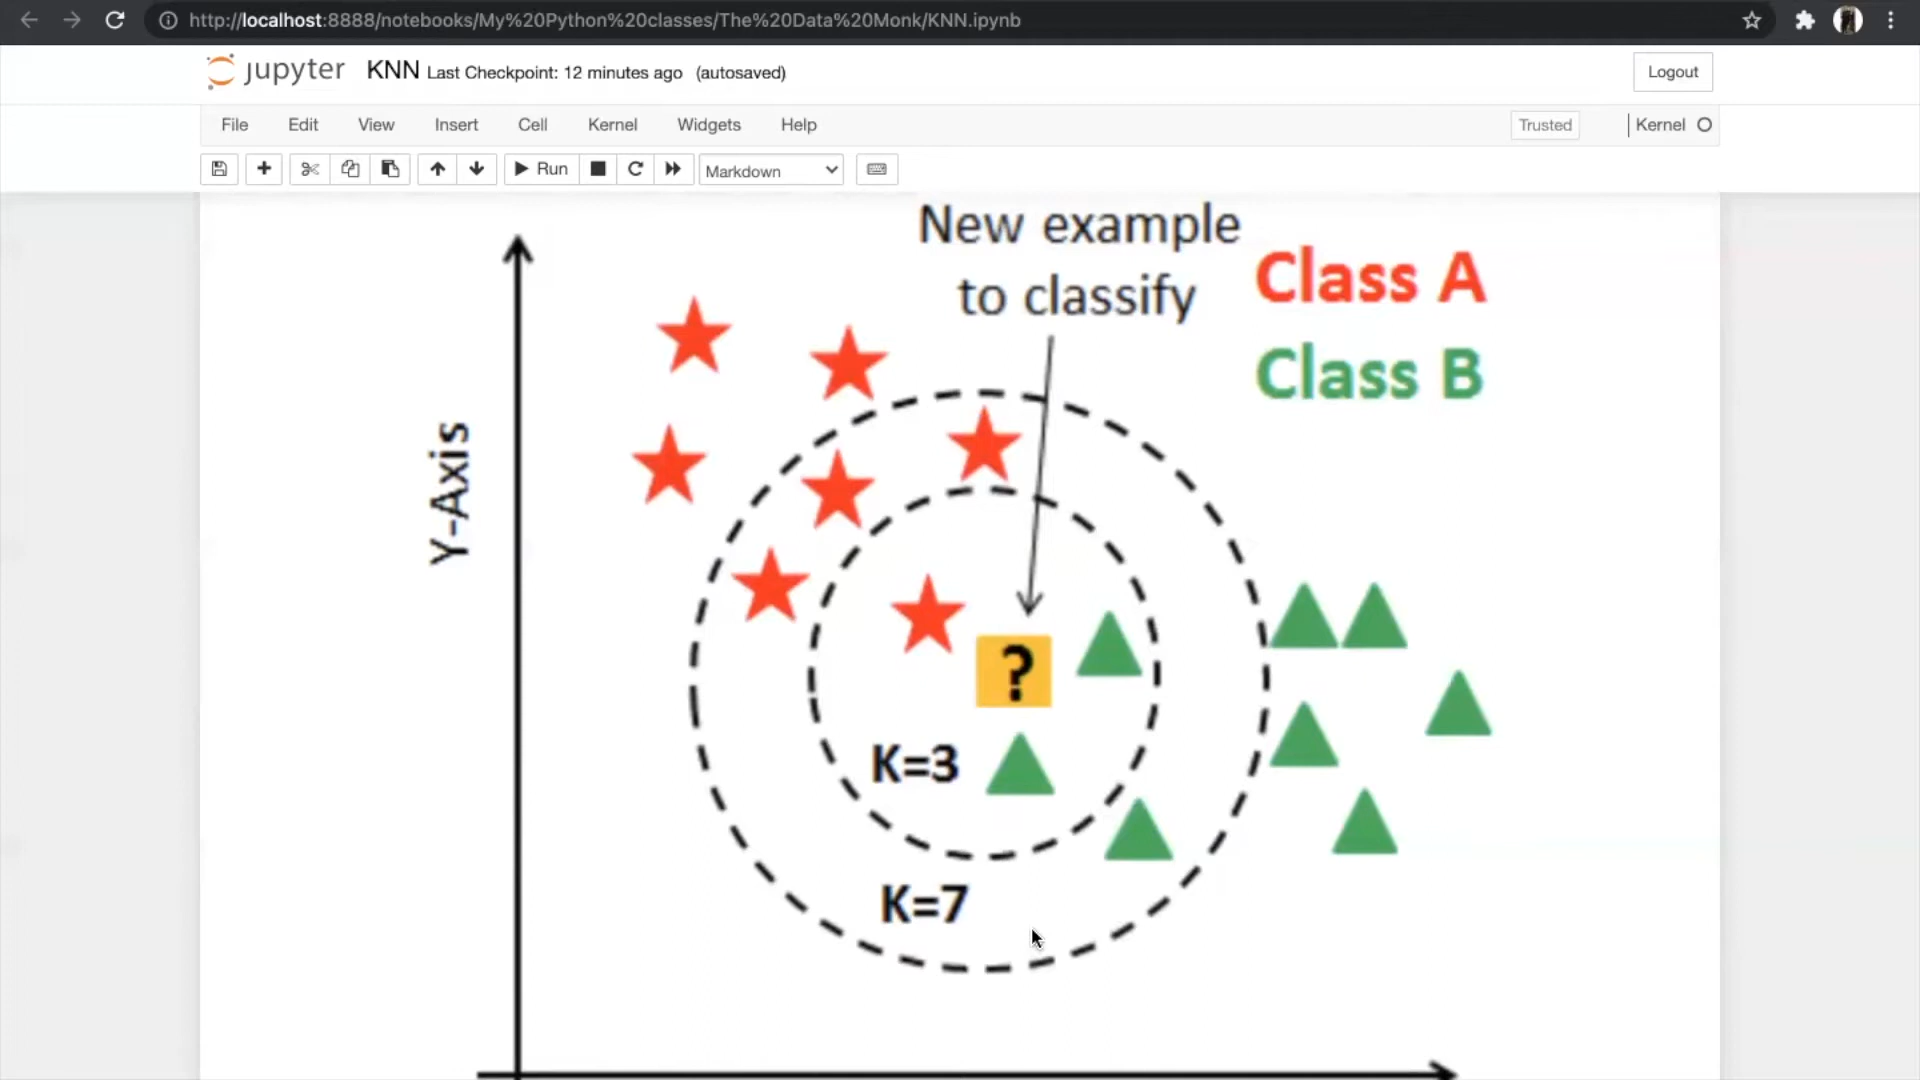 http://localhost:8888/notebooks/My%20Python%20classes/The%20Data%20Monk/KNN.ipynb
jupyter KNN Last Checkpoint: 12 minutes ago (autosaved) Logout
File Edit View Insert Cell Kernel Widgets Help Trusted Kernel
Run Markdown
New example
to classify
Class A
Class B
Y-Axis
?
K=3
K=7